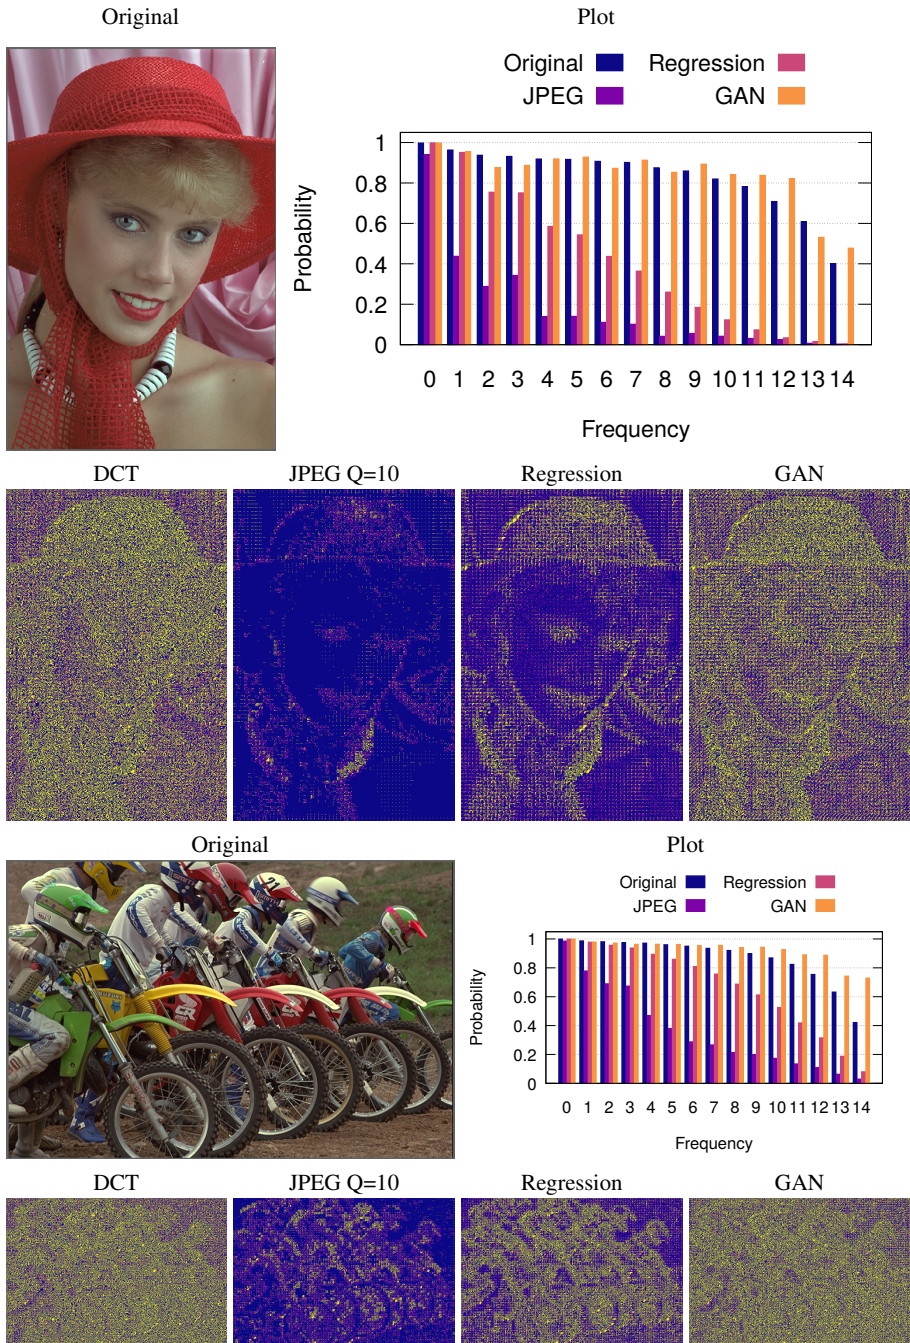 Original Plot
Original Regression
JPEG GAN
1
0.8
0.6
0.4
0.2
0
Probability
0 1 2 3 4 5 6 7 8 9 10 11 12 13 14
Frequency
DCT JPEG Q=10 Regression GAN
Original Plot
Original Regression
JPEG GAN
21
SUZUKI
CR
1
0.8
0.6
0.4
0.2
0
Probability
0 1 2 3 4 5 6 7 8 9 10 11 12 13 14
Frequency
DCT JPEG Q=10 Regression GAN